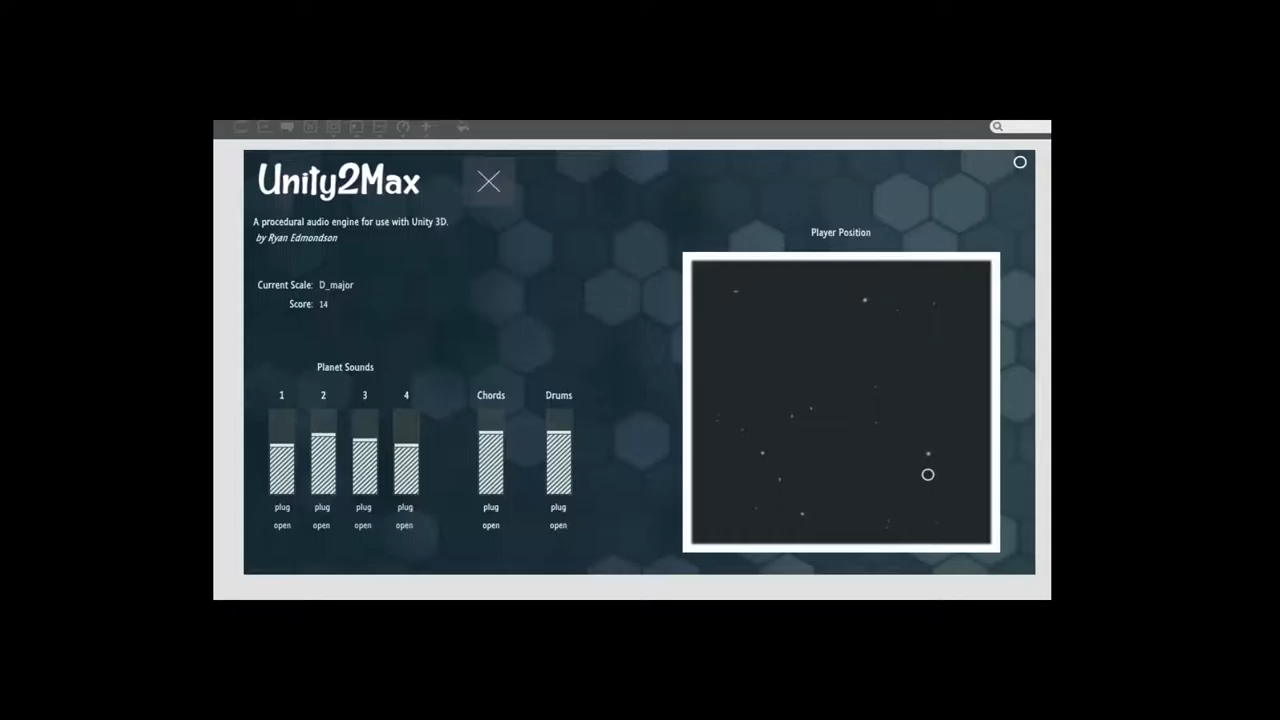 Unity2Max
A procedural audio engine for use with Unity 3D.
by Ryan Edmondson
Player Position
Current Scale: D_major
Score: 14
Planet Sounds
1 2 3 4 Chords Drums
plug plug plug plug plug plug
open open open open open open